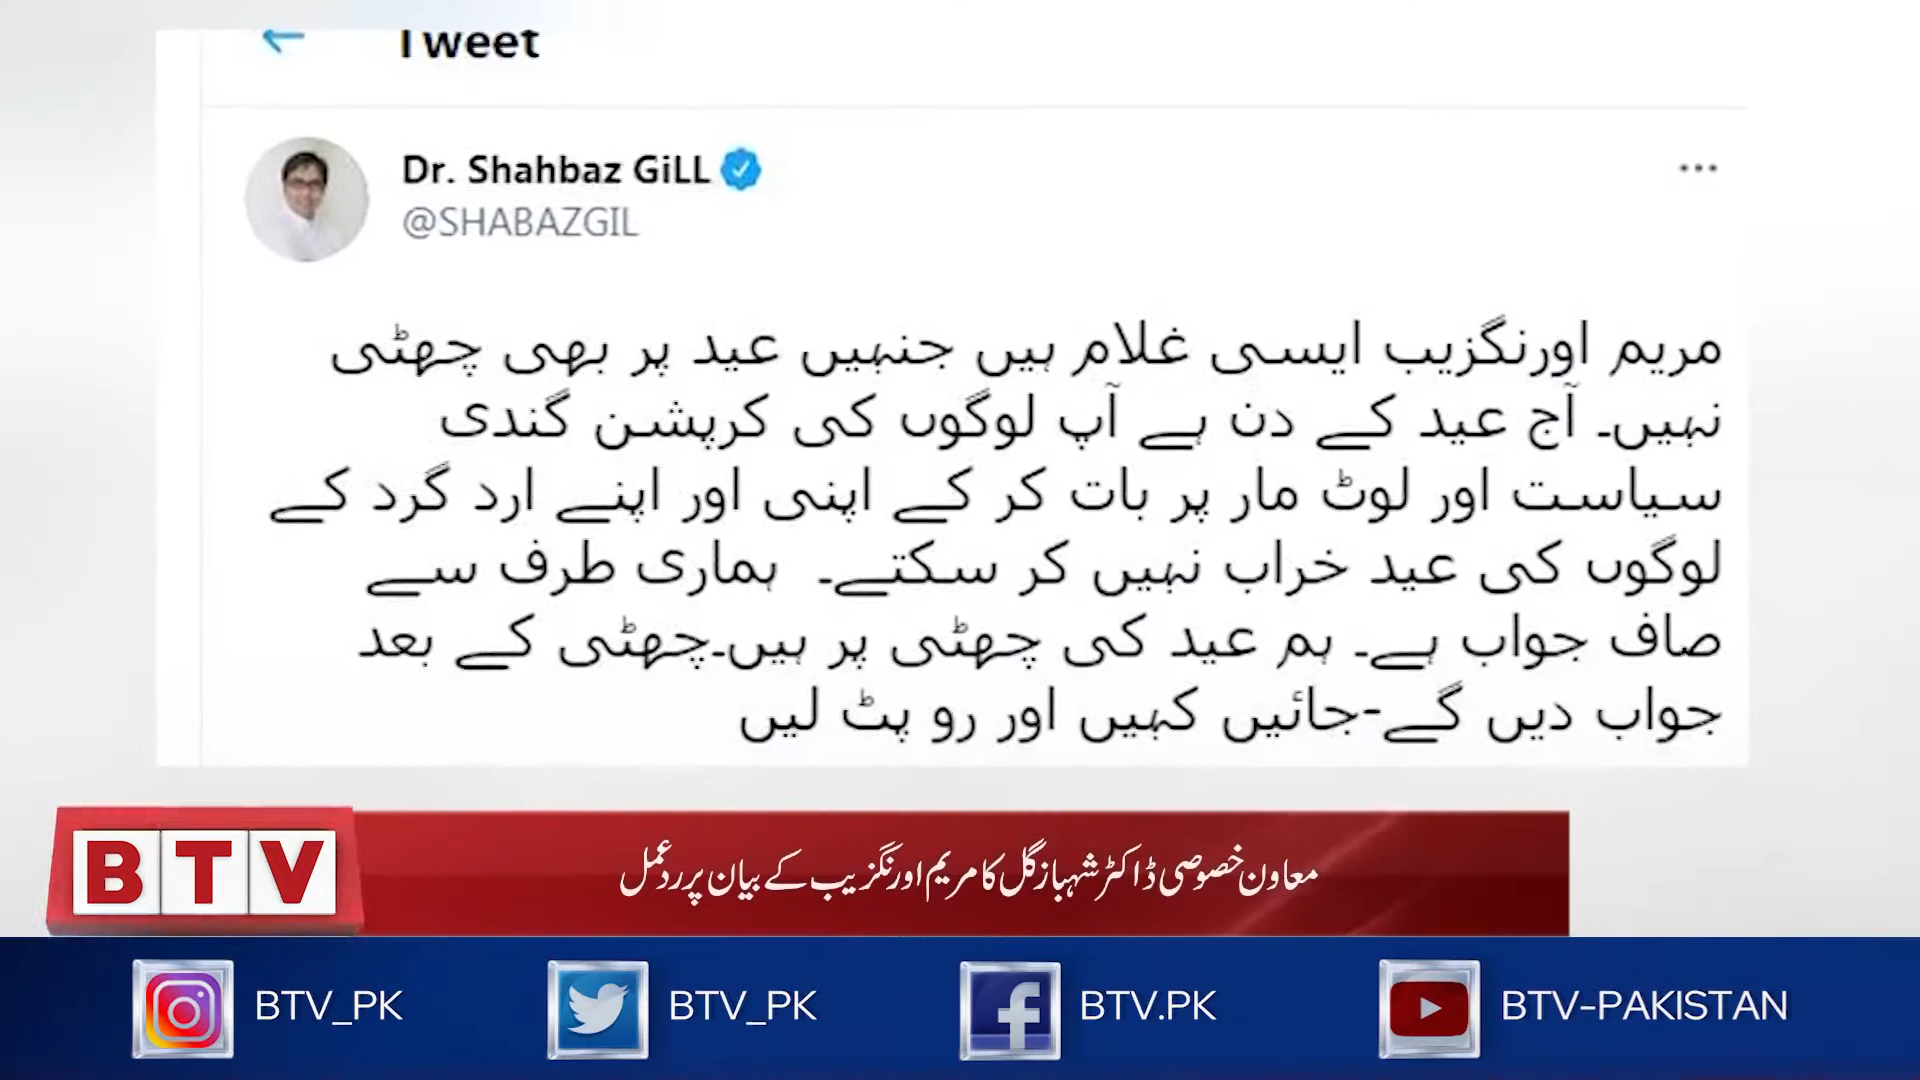 Tweet
Dr. Shahbaz GiLL
@SHABAZGIL
مریم اورنگزیب ایسی غلام ہیں جنہیں عید پر بھی چھٹی
نہیں۔ آج عید کے دن ہے آپ لوگوں کی کرپشن گندی
سیاست اور لوٹ مار پر بات کر کے اپنی اور اپنے ارد گرد کے
لوگوں کی عید خراب نہیں کر سکتے۔ ہماری طرف سے
صاف جواب ہے۔ ہم عید کی چھٹی پر ہیں۔چھٹی کے بعد
جواب دیں گے-جائیں کہیں اور رو پٹ لیں
BTV
معاون خصوصی ڈاکٹر شہباز گل کا مریم اورنگزیب کے بیان پر ردعمل
BTV_PK
BTV_PK
BTV.PK
BTV-PAKISTAN